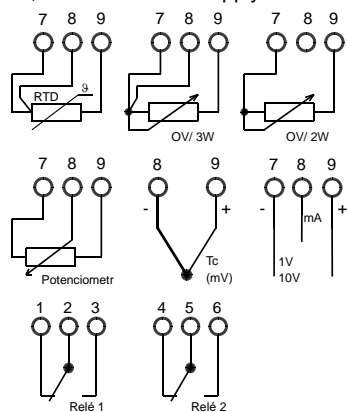 7 8 9 7 8 9 7 8 9
RTD ϑ
OV/ 3W OV/ 2W
7 8 9 8 9 7 8 9
- + - +
mA
Tc 1V
(mV) 10V
Potenciometr
1 2 3 4 5 6
Relé 1 Relé 2